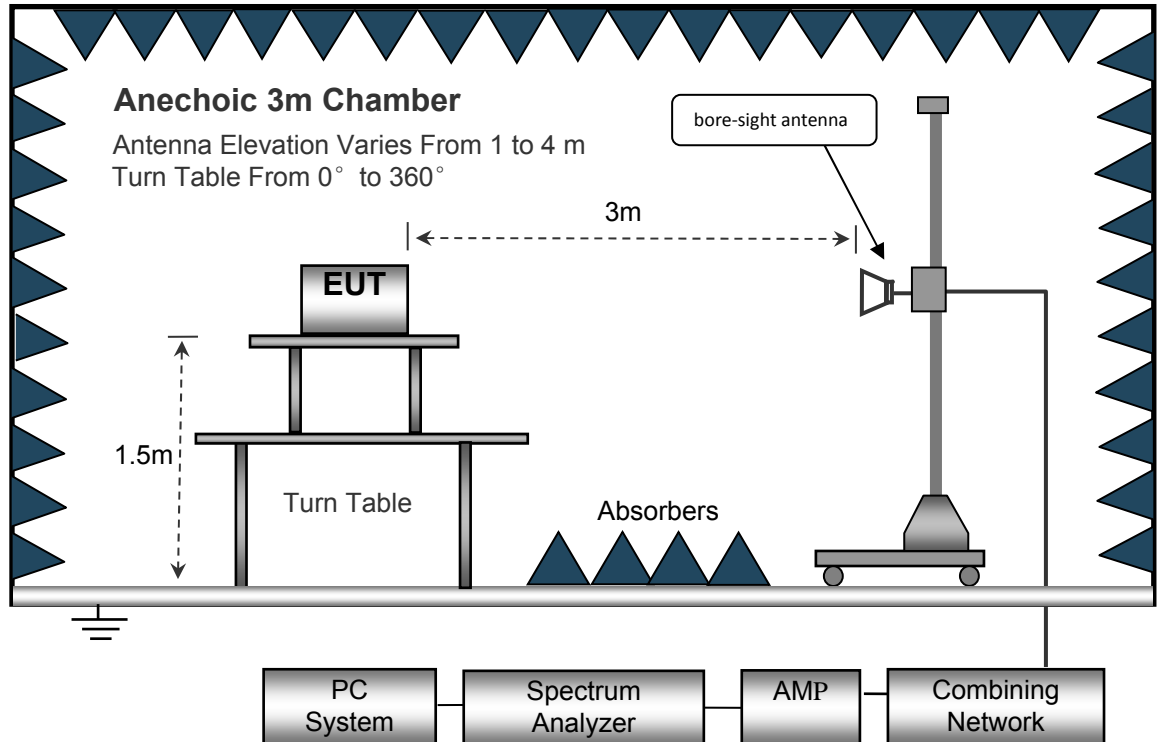 Anechoic 3m Chamber
Antenna Elevation Varies From 1 to 4 m
Turn Table From 0° to 360°
bore-sight antenna
3m
EUT
1.5m
Turn Table
Absorbers
PC
System
Spectrum
Analyzer
AMP
Combining
Network